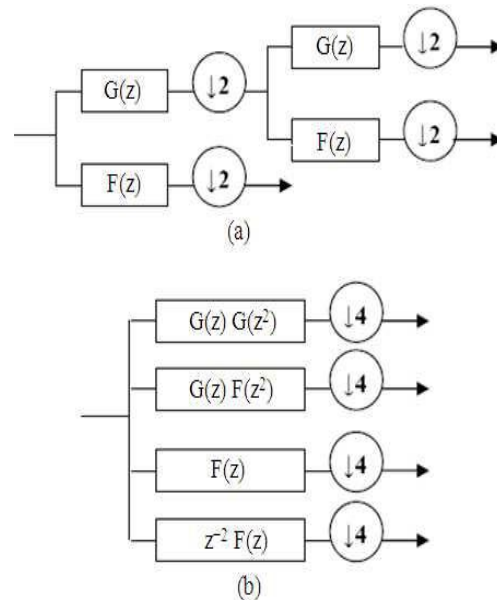 G(z) ↓2 G(z) ↓2
F(z) ↓2
F(z) ↓2
(a)
G(z) G(z²) ↓4
G(z) F(z²) ↓4
F(z) ↓4
z⁻² F(z) ↓4
(b)